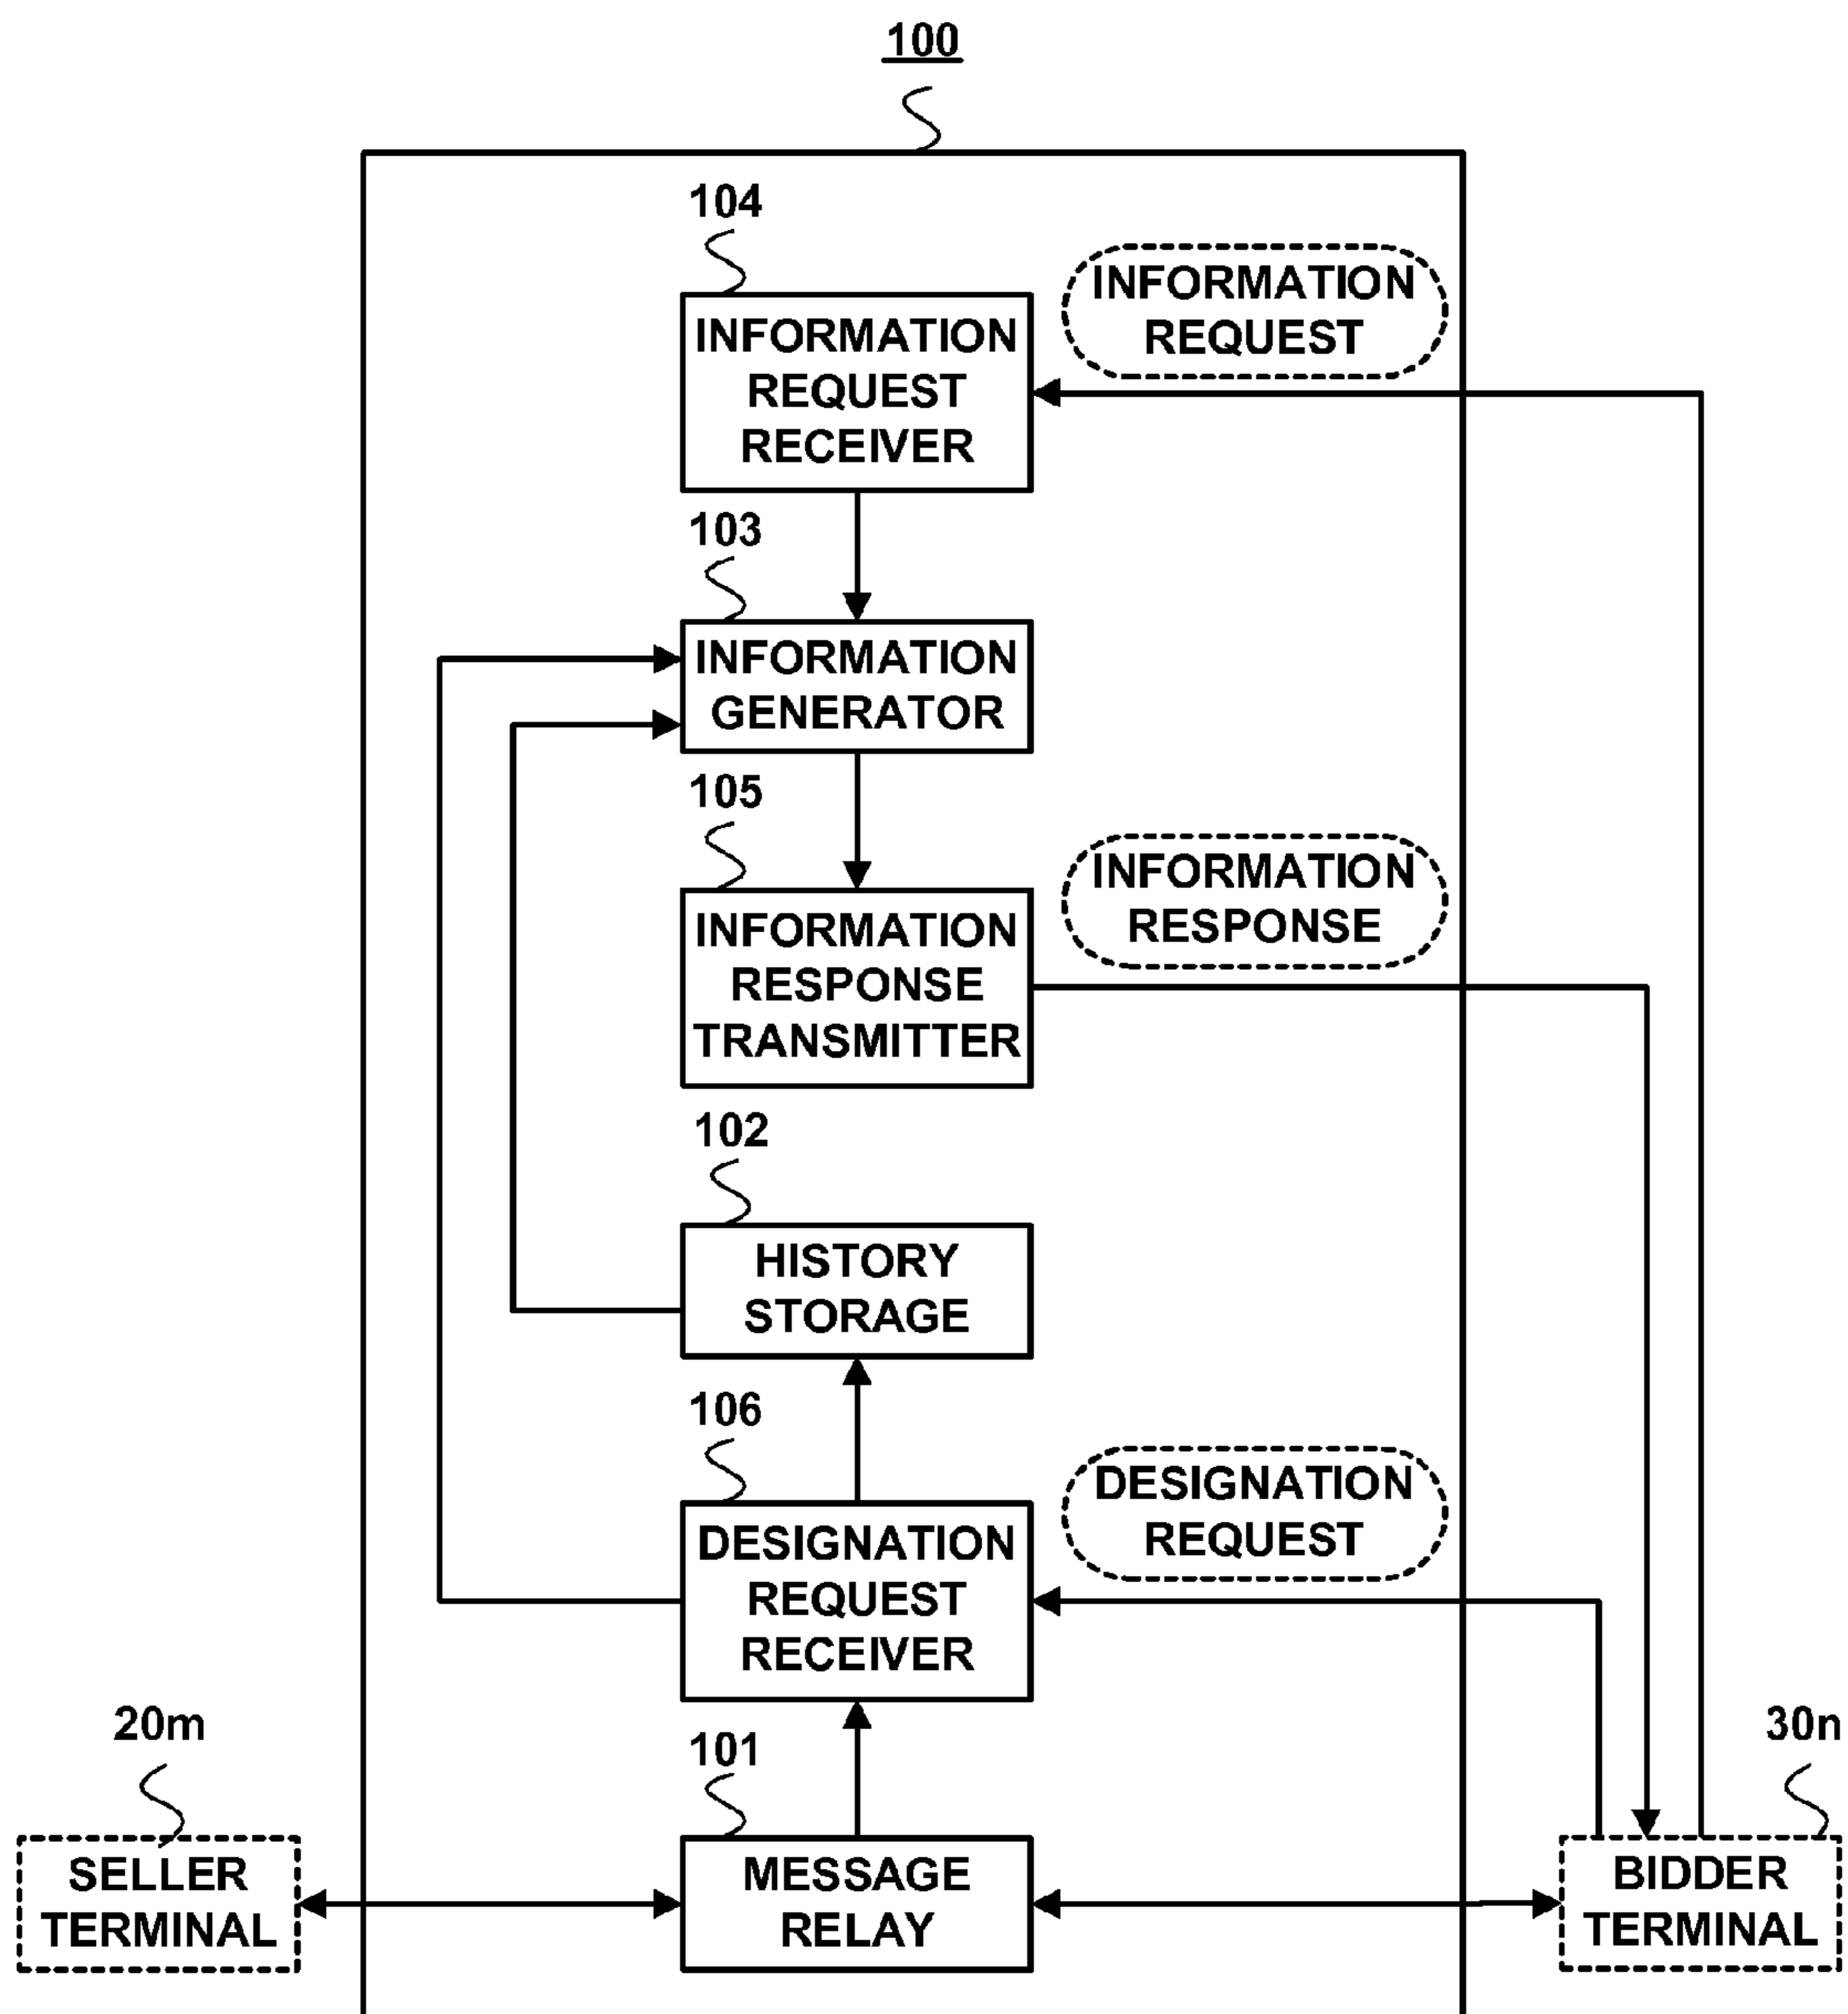 100
104
INFORMATION
REQUEST
RECEIVER
INFORMATION
REQUEST
103
INFORMATION
GENERATOR
105
INFORMATION
RESPONSE
TRANSMITTER
INFORMATION
RESPONSE
102
HISTORY
STORAGE
106
DESIGNATION
REQUEST
RECEIVER
DESIGNATION
REQUEST
20m
SELLER
TERMINAL
101
MESSAGE
RELAY
30n
BIDDER
TERMINAL